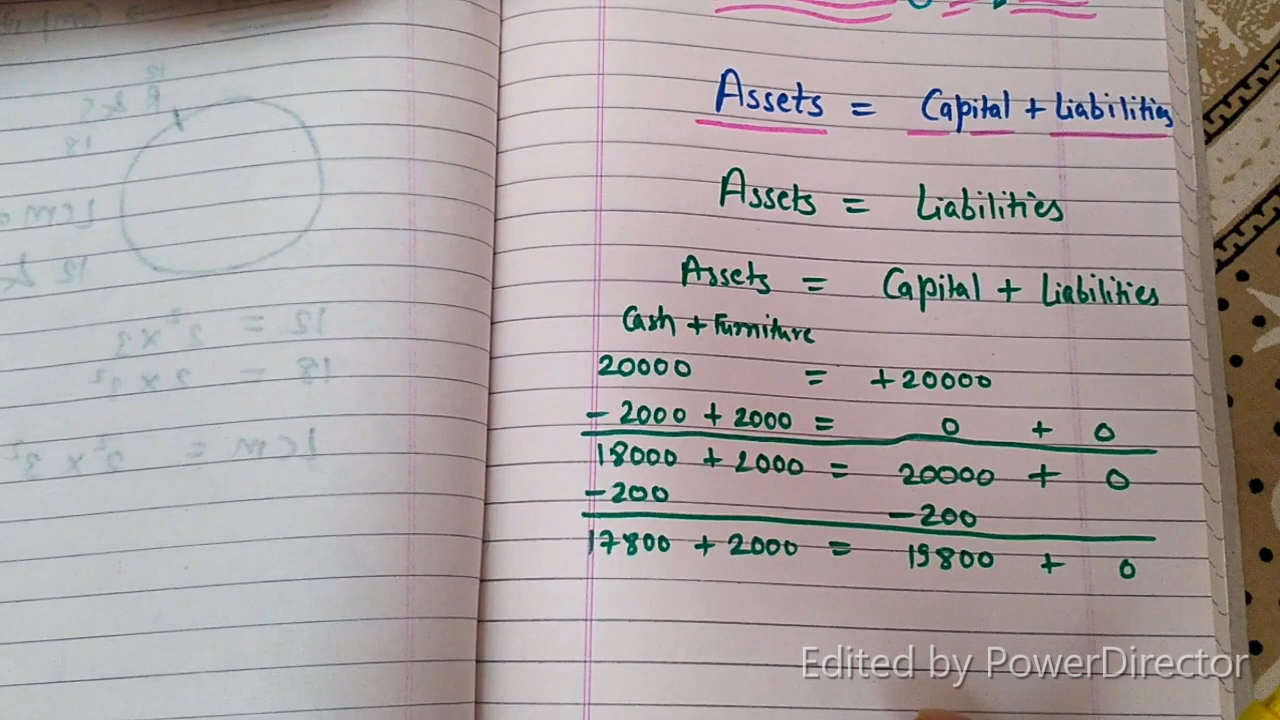 Assets = Capital + Liabilities
Assets = Liabilities
Assets = Capital + Liabilities
Cash + Furniture
20000 = +20000
- 2000 + 2000 = 0 + 0
18000 + 2000 = 20000 + 0
-200 -200
17800 + 2000 = 19800 + 0
Edited by PowerDirector